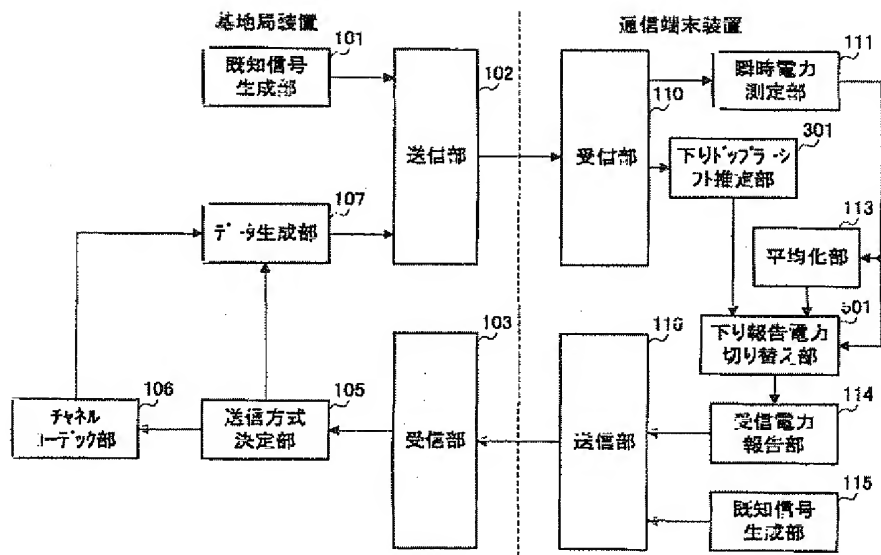 基地局装置
通信端末装置
101
既知信号
生成部
102
送信部
110
受信部
111
瞬時電力
測定部
301
下りドップラーシ
フト推定部
107
データ生成部
113
平均化部
601
下り報告電力
切り替え部
103
受信部
116
送信部
106
チャネル
コーデック部
105
送信方式
決定部
114
受信電力
報告部
115
既知信号
生成部